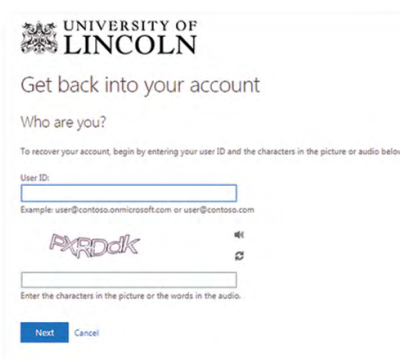 UNIVERSITY OF
LINCOLN
Get back into your account
Who are you?
To recover your account, begin by entering your user ID and the characters in the picture or audio below
User ID:
Example: user@contoso.onmicrosoft.com or user@contoso.com
Enter the characters in the picture or the words in the audio.
Next Cancel